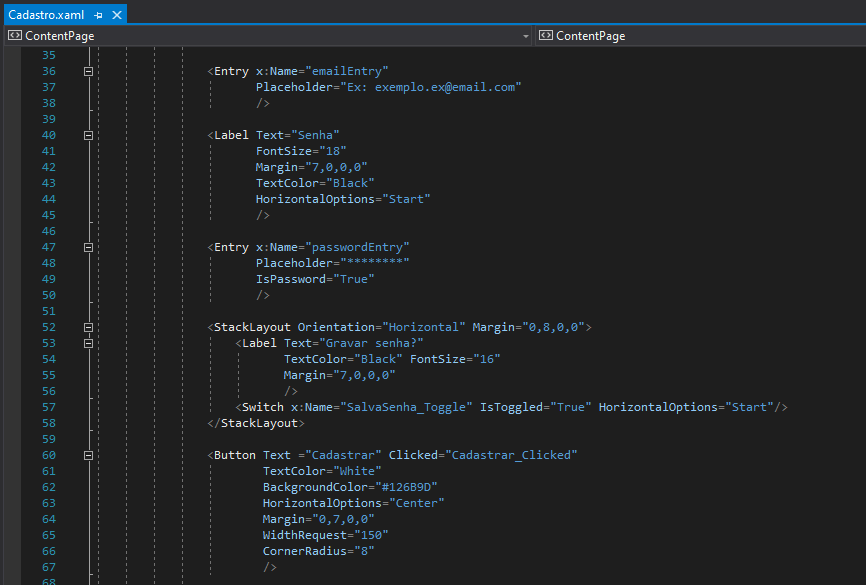 Cadastro.xaml
ContentPage
ContentPage
35
36 <Entry x:Name="emailEntry"
37 Placeholder="Ex: exemplo.ex@email.com"
38 />
39
40 <Label Text="Senha"
41 FontSize="18"
42 Margin="7,0,0,0"
43 TextColor="Black"
44 HorizontalOptions="Start"
45 />
46
47 <Entry x:Name="passwordEntry"
48 Placeholder="********"
49 IsPassword="True"
50 />
51
52 <StackLayout Orientation="Horizontal" Margin="0,8,0,0">
53 <Label Text="Gravar senha?"
54 TextColor="Black" FontSize="16"
55 Margin="7,0,0,0"
56 />
57 <Switch x:Name="SalvaSenha_Toggle" IsToggled="True" HorizontalOptions="Start"/>
58 </StackLayout>
59
60 <Button Text ="Cadastrar" Clicked="Cadastrar_Clicked"
61 TextColor="White"
62 BackgroundColor="#126B9D"
63 HorizontalOptions="Center"
64 Margin="0,7,0,0"
65 WidthRequest="150"
66 CornerRadius="8"
67 />
68